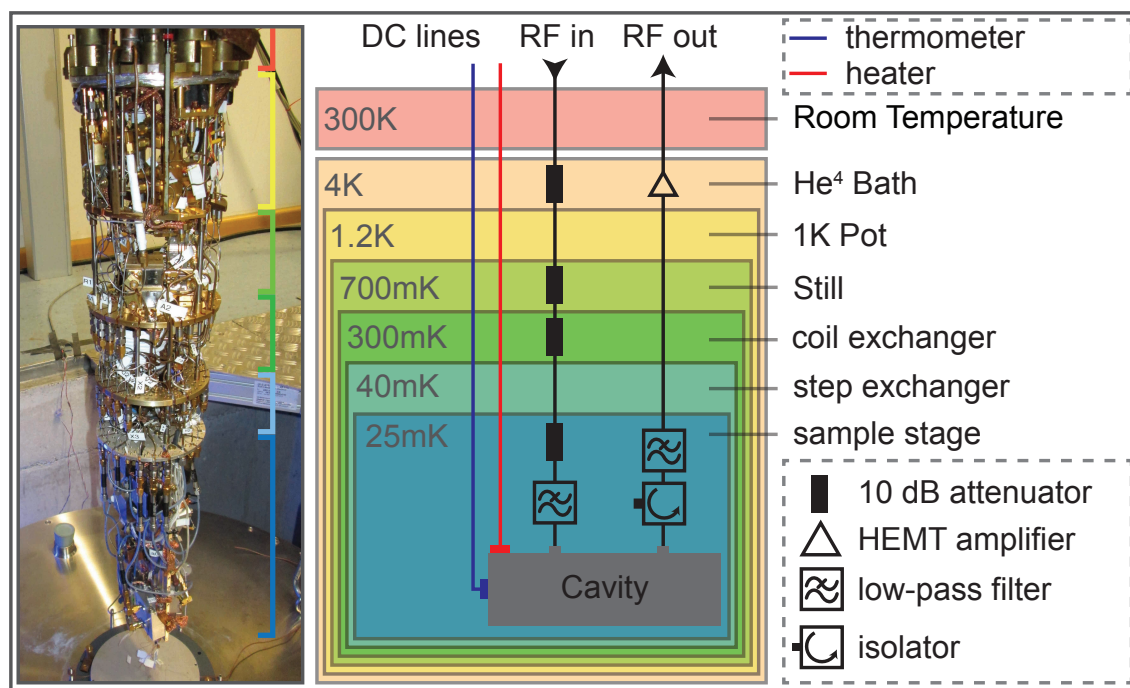 DC lines RF in RF out
thermometer
heater
300K
Room Temperature
4K
He⁴ Bath
1.2K
1K Pot
700mK
Still
300mK
coil exchanger
40mK
step exchanger
25mK
sample stage
Cavity
10 dB attenuator
HEMT amplifier
low-pass filter
isolator
A2
X3